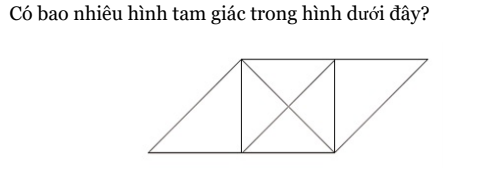 Có bao nhiêu hình tam giác trong hình dưới đây?